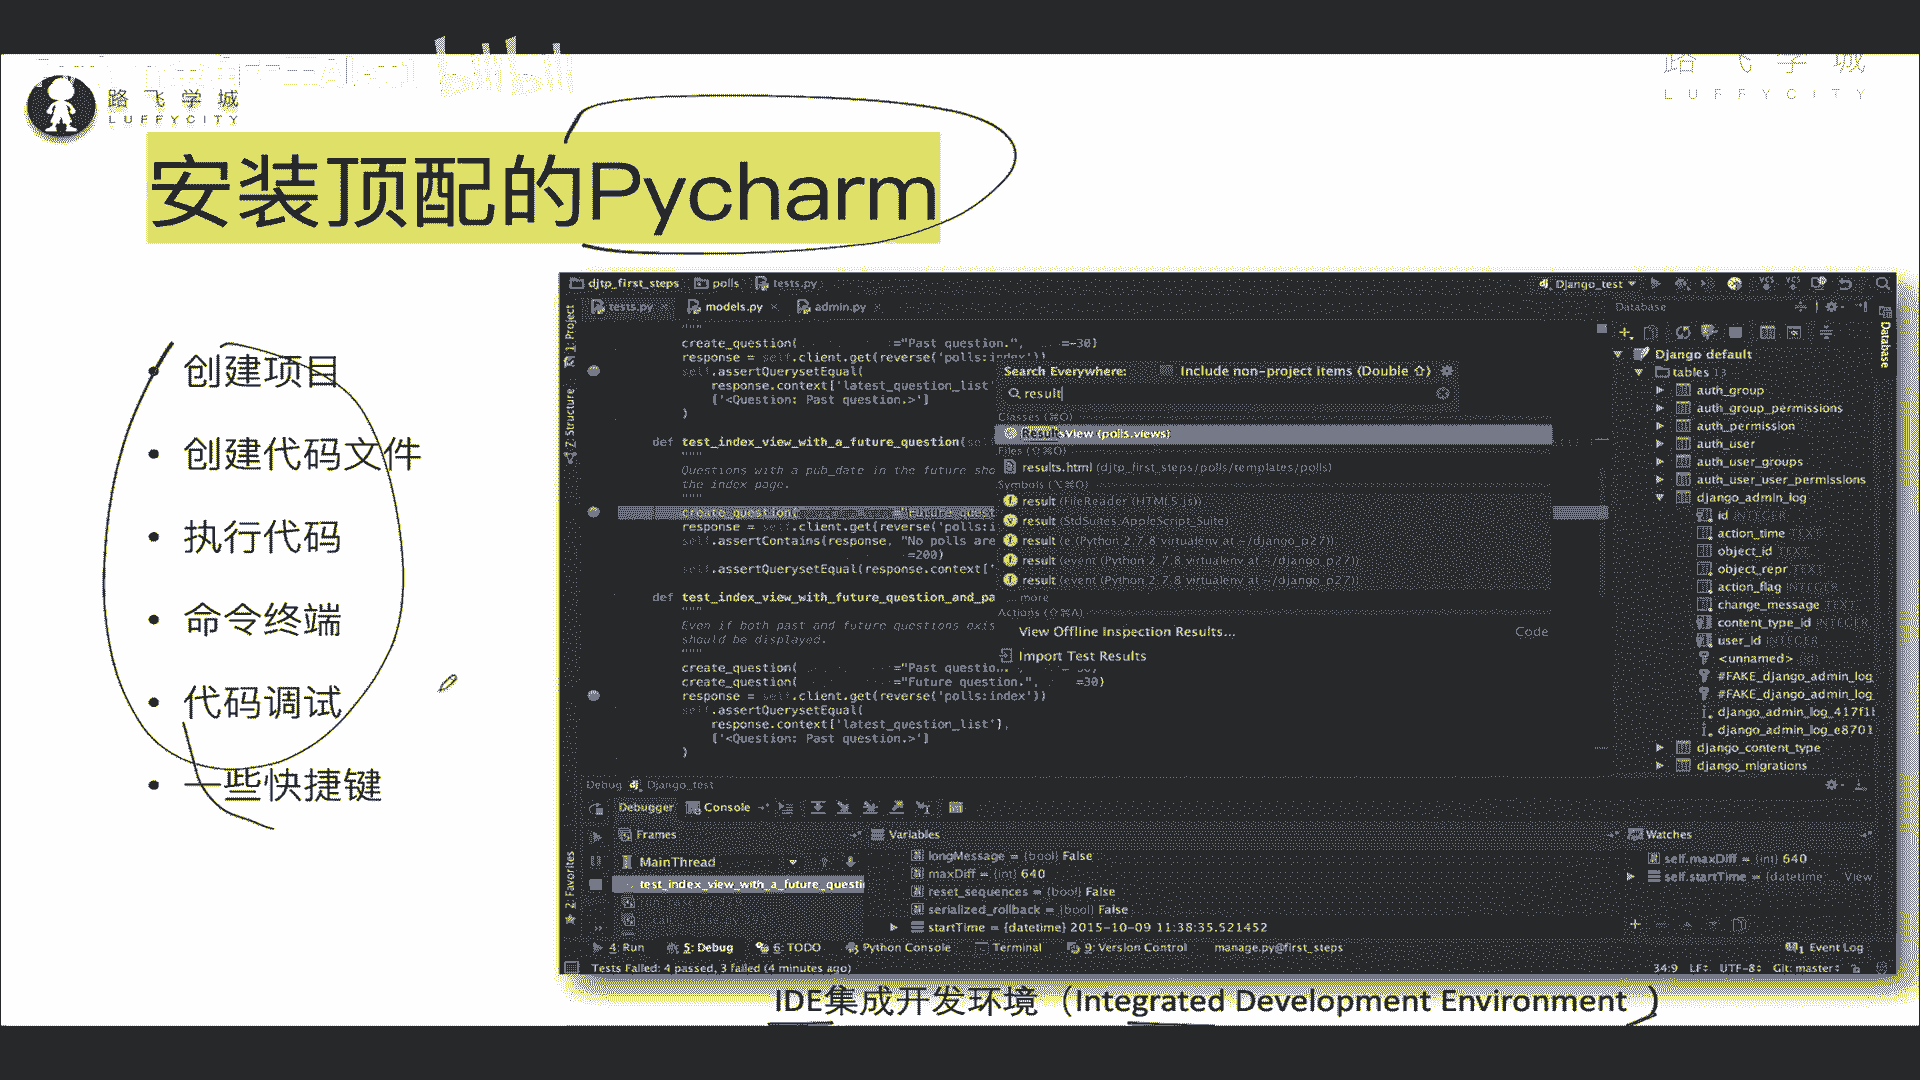 路飞学城
LUFFYCITY
bilibili
路飞学城
LUFFYCITY
安装顶配的Pycharm
创建项目
创建代码文件
执行代码
命令终端
代码调试
一些快捷键
djtp_first_steps polls tests.py
Django_test
tests.py models.py admin.py
Database
1: Project
Z: Structure
2: Favorites
Database
"""
create_question(="Past question.", =-30)
response = self.client.get(reverse('polls:index'))
self.assertQuerysetEqual(
response.context['latest_question_list'
['<Question: Past question.>']
)
def test_index_view_with_a_future_question(self
"""
Questions with a pub_date in the future sho
the index page.
"""
create_question( ="Future quest
response = self.client.get(reverse('polls:i
self.assertContains(response, "No polls are
=200)
self.assertQuerysetEqual(response.context['
def test_index_view_with_future_question_and_pa
"""
Even if both past and future questions exis
should be displayed.
"""
create_question( ="Past questio
create_question( ="Future question.", =30)
response = self.client.get(reverse('polls:index'))
self.assertQuerysetEqual(
response.context['latest_question_list'],
['<Question: Past question.>']
)
Search Everywhere: Include non-project items (Double ⇧)
result
Classes (⌘O)
ResultsView (polls.views)
Files (⇧⌘O)
results.html (djtp_first_steps/polls/templates/polls)
Symbols (⌥⌘O)
result (FileReader (HTML5.js))
result (StdSuites.AppleScript_Suite)
result (e (Python 2.7.8 virtualenv at ~/django_p27))
result (event (Python 2.7.8 virtualenv at ~/django_p27))
result (event (Python 2.7.8 virtualenv at ~/django_p27))
... more
Actions (⇧⌘A)
View Offline Inspection Results... Code
Import Test Results
Django default
tables 13
auth_group
auth_group_permissions
auth_permission
auth_user
auth_user_groups
auth_user_user_permissions
django_admin_log
id INTEGER
action_time TEXT
object_id TEXT
object_repr TEXT
action_flag INTEGER
change_message TEXT
content_type_id INTEGER
user_id INTEGER
<unnamed> (id)
#FAKE_django_admin_log
#FAKE_django_admin_log
django_admin_log_417f1
django_admin_log_e8701
django_content_type
django_migrations
Debug Django_test
Debugger Console
Frames Variables Watches
MainThread
test_index_view_with_a_future_questi
longMessage = {bool} False
maxDiff = {int} 640
reset_sequences = {bool} False
serialized_rollback = {bool} False
startTime = {datetime} 2015-10-09 11:38:35.521452
self.maxDiff = {int} 640
self.startTime = {datetime View
4: Run 5: Debug 6: TODO Python Console Terminal 9: Version Control manage.py@first_steps Event Log
Tests Failed: 4 passed, 3 failed (4 minutes ago) 34:9 LF UTF-8 Git: master
IDE集成开发环境（Integrated Development Environment ）